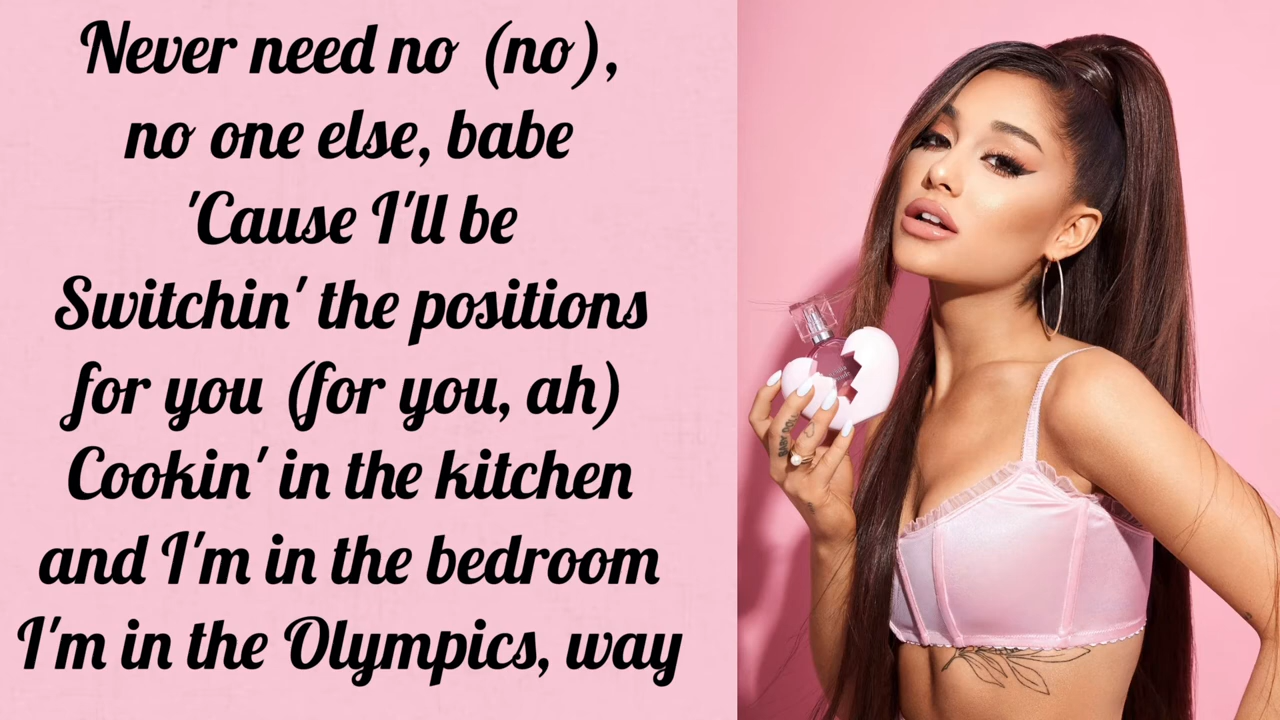 Never need no (no),
no one else, babe
'Cause I'll be
Switchin' the positions
for you (for you, ah)
Cookin' in the kitchen
and I'm in the bedroom
I'm in the Olympics, way